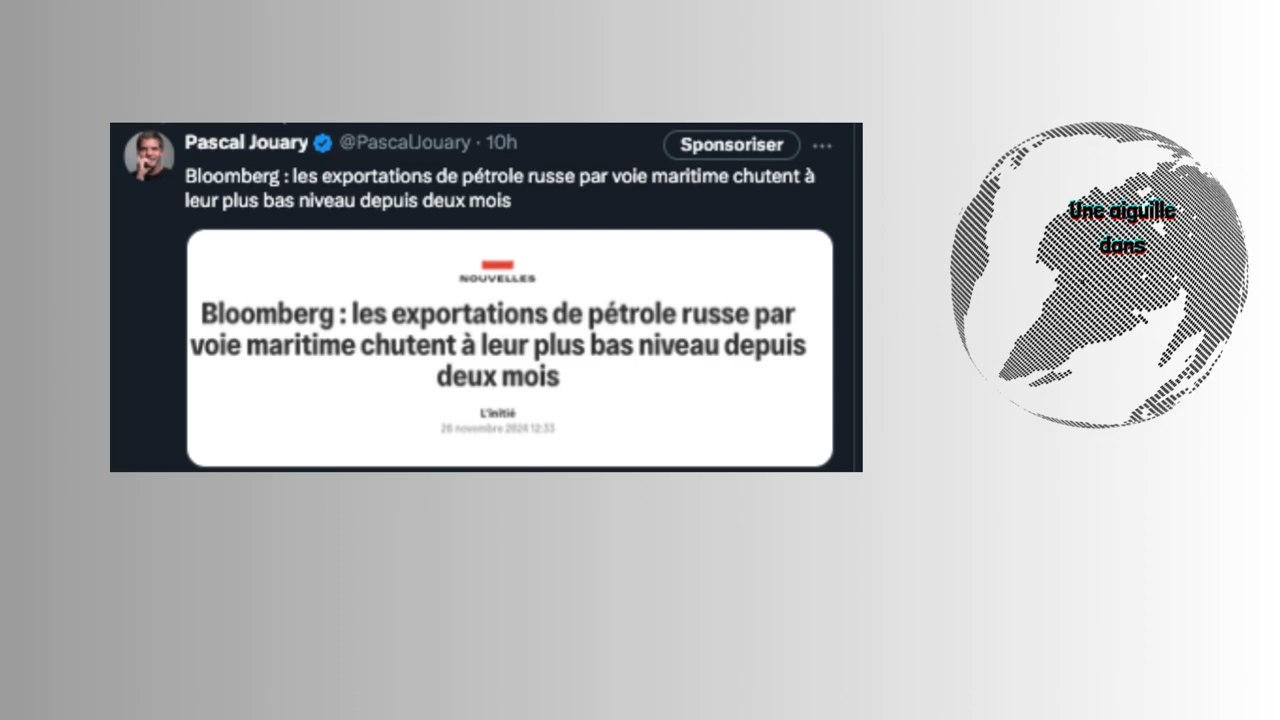 Pascal Jouary @PascalJouary · 10h
Sponsoriser
Bloomberg : les exportations de pétrole russe par voie maritime chutent à
leur plus bas niveau depuis deux mois
NOUVELLES
Bloomberg : les exportations de pétrole russe par
voie maritime chutent à leur plus bas niveau depuis
deux mois
L'initié
26 novembre 2024 12:33
Une aiguille
dans